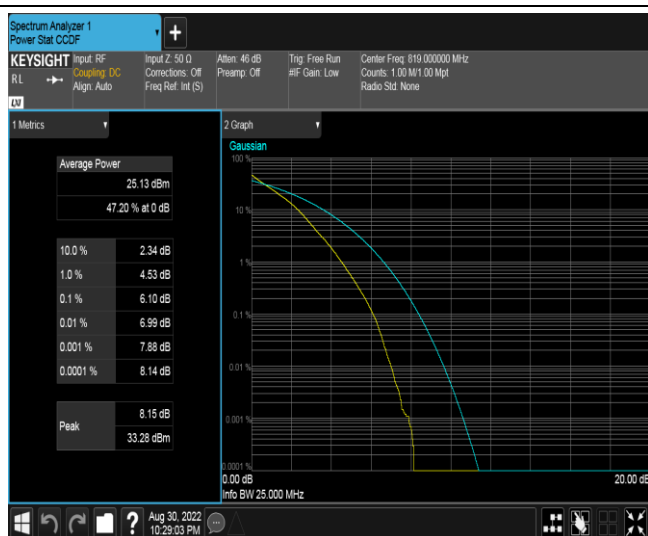 Spectrum Analyzer 1
Power Stat CCDF
KEYSIGHT
RL
LXI
Input: RF
Coupling: DC
Align: Auto
Input Z: 50 Ω
Corrections: Off
Freq Ref: Int (S)
Atten: 46 dB
Preamp: Off
Trig: Free Run
#IF Gain: Low
Center Freq: 819.000000 MHz
Counts: 1.00 M/1.00 Mpt
Radio Std: None
1 Metrics
Average Power
25.13 dBm
47.20 % at 0 dB
10.0 % 2.34 dB
1.0 % 4.53 dB
0.1 % 6.10 dB
0.01 % 6.99 dB
0.001 % 7.88 dB
0.0001 % 8.14 dB
Peak 8.15 dB
33.28 dBm
2 Graph
Gaussian
100 %
10 %
1 %
0.1 %
0.01 %
0.001 %
0.0001 %
0.00 dB 20.00 dB
Info BW 25.000 MHz
Aug 30, 2022
10:29:03 PM